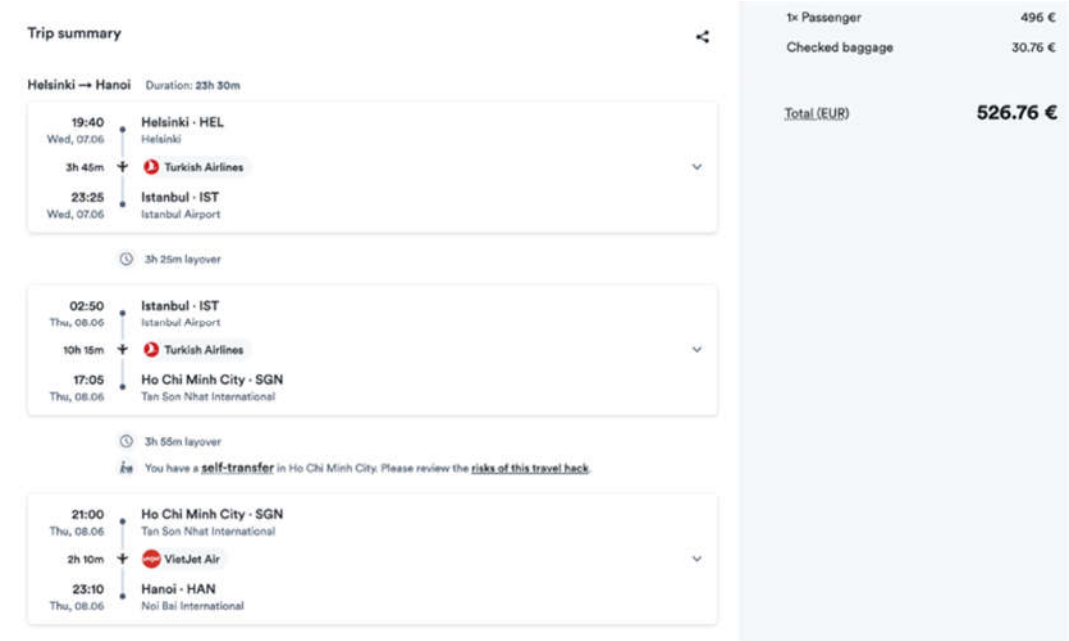 Trip summary
Helsinki → Hanoi Duration: 23h 30m
19:40 Helsinki · HEL
Wed, 07.06 Helsinki
3h 45m Turkish Airlines
23:25 Istanbul · IST
Wed, 07.06 Istanbul Airport
3h 25m layover
02:50 Istanbul · IST
Thu, 08.06 Istanbul Airport
10h 15m Turkish Airlines
17:05 Ho Chi Minh City · SGN
Thu, 08.06 Tan Son Nhat International
3h 55m layover
You have a self-transfer in Ho Chi Minh City. Please review the risks of this travel hack.
21:00 Ho Chi Minh City · SGN
Thu, 08.06 Tan Son Nhat International
2h 10m VietJet Air
23:10 Hanoi · HAN
Thu, 08.06 Noi Bai International
1x Passenger 496 €
Checked baggage 30.76 €
Total (EUR) 526.76 €